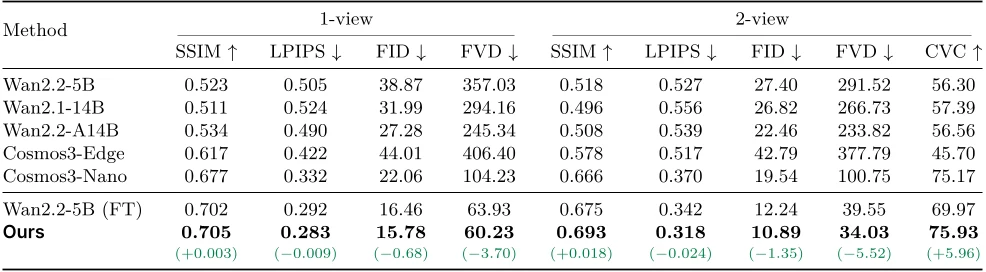 Method 1-view 2-view
SSIM ↑ LPIPS ↓ FID ↓ FVD ↓ SSIM ↑ LPIPS ↓ FID ↓ FVD ↓ CVC ↑
Wan2.2-5B 0.523 0.505 38.87 357.03 0.518 0.527 27.40 291.52 56.30
Wan2.1-14B 0.511 0.524 31.99 294.16 0.496 0.556 26.82 266.73 57.39
Wan2.2-A14B 0.534 0.490 27.28 245.34 0.508 0.539 22.46 233.82 56.56
Cosmos3-Edge 0.617 0.422 44.01 406.40 0.578 0.517 42.79 377.79 45.70
Cosmos3-Nano 0.677 0.332 22.06 104.23 0.666 0.370 19.54 100.75 75.17
Wan2.2-5B (FT) 0.702 0.292 16.46 63.93 0.675 0.342 12.24 39.55 69.97
Ours 0.705 0.283 15.78 60.23 0.693 0.318 10.89 34.03 75.93
(+0.003) (−0.009) (−0.68) (−3.70) (+0.018) (−0.024) (−1.35) (−5.52) (+5.96)